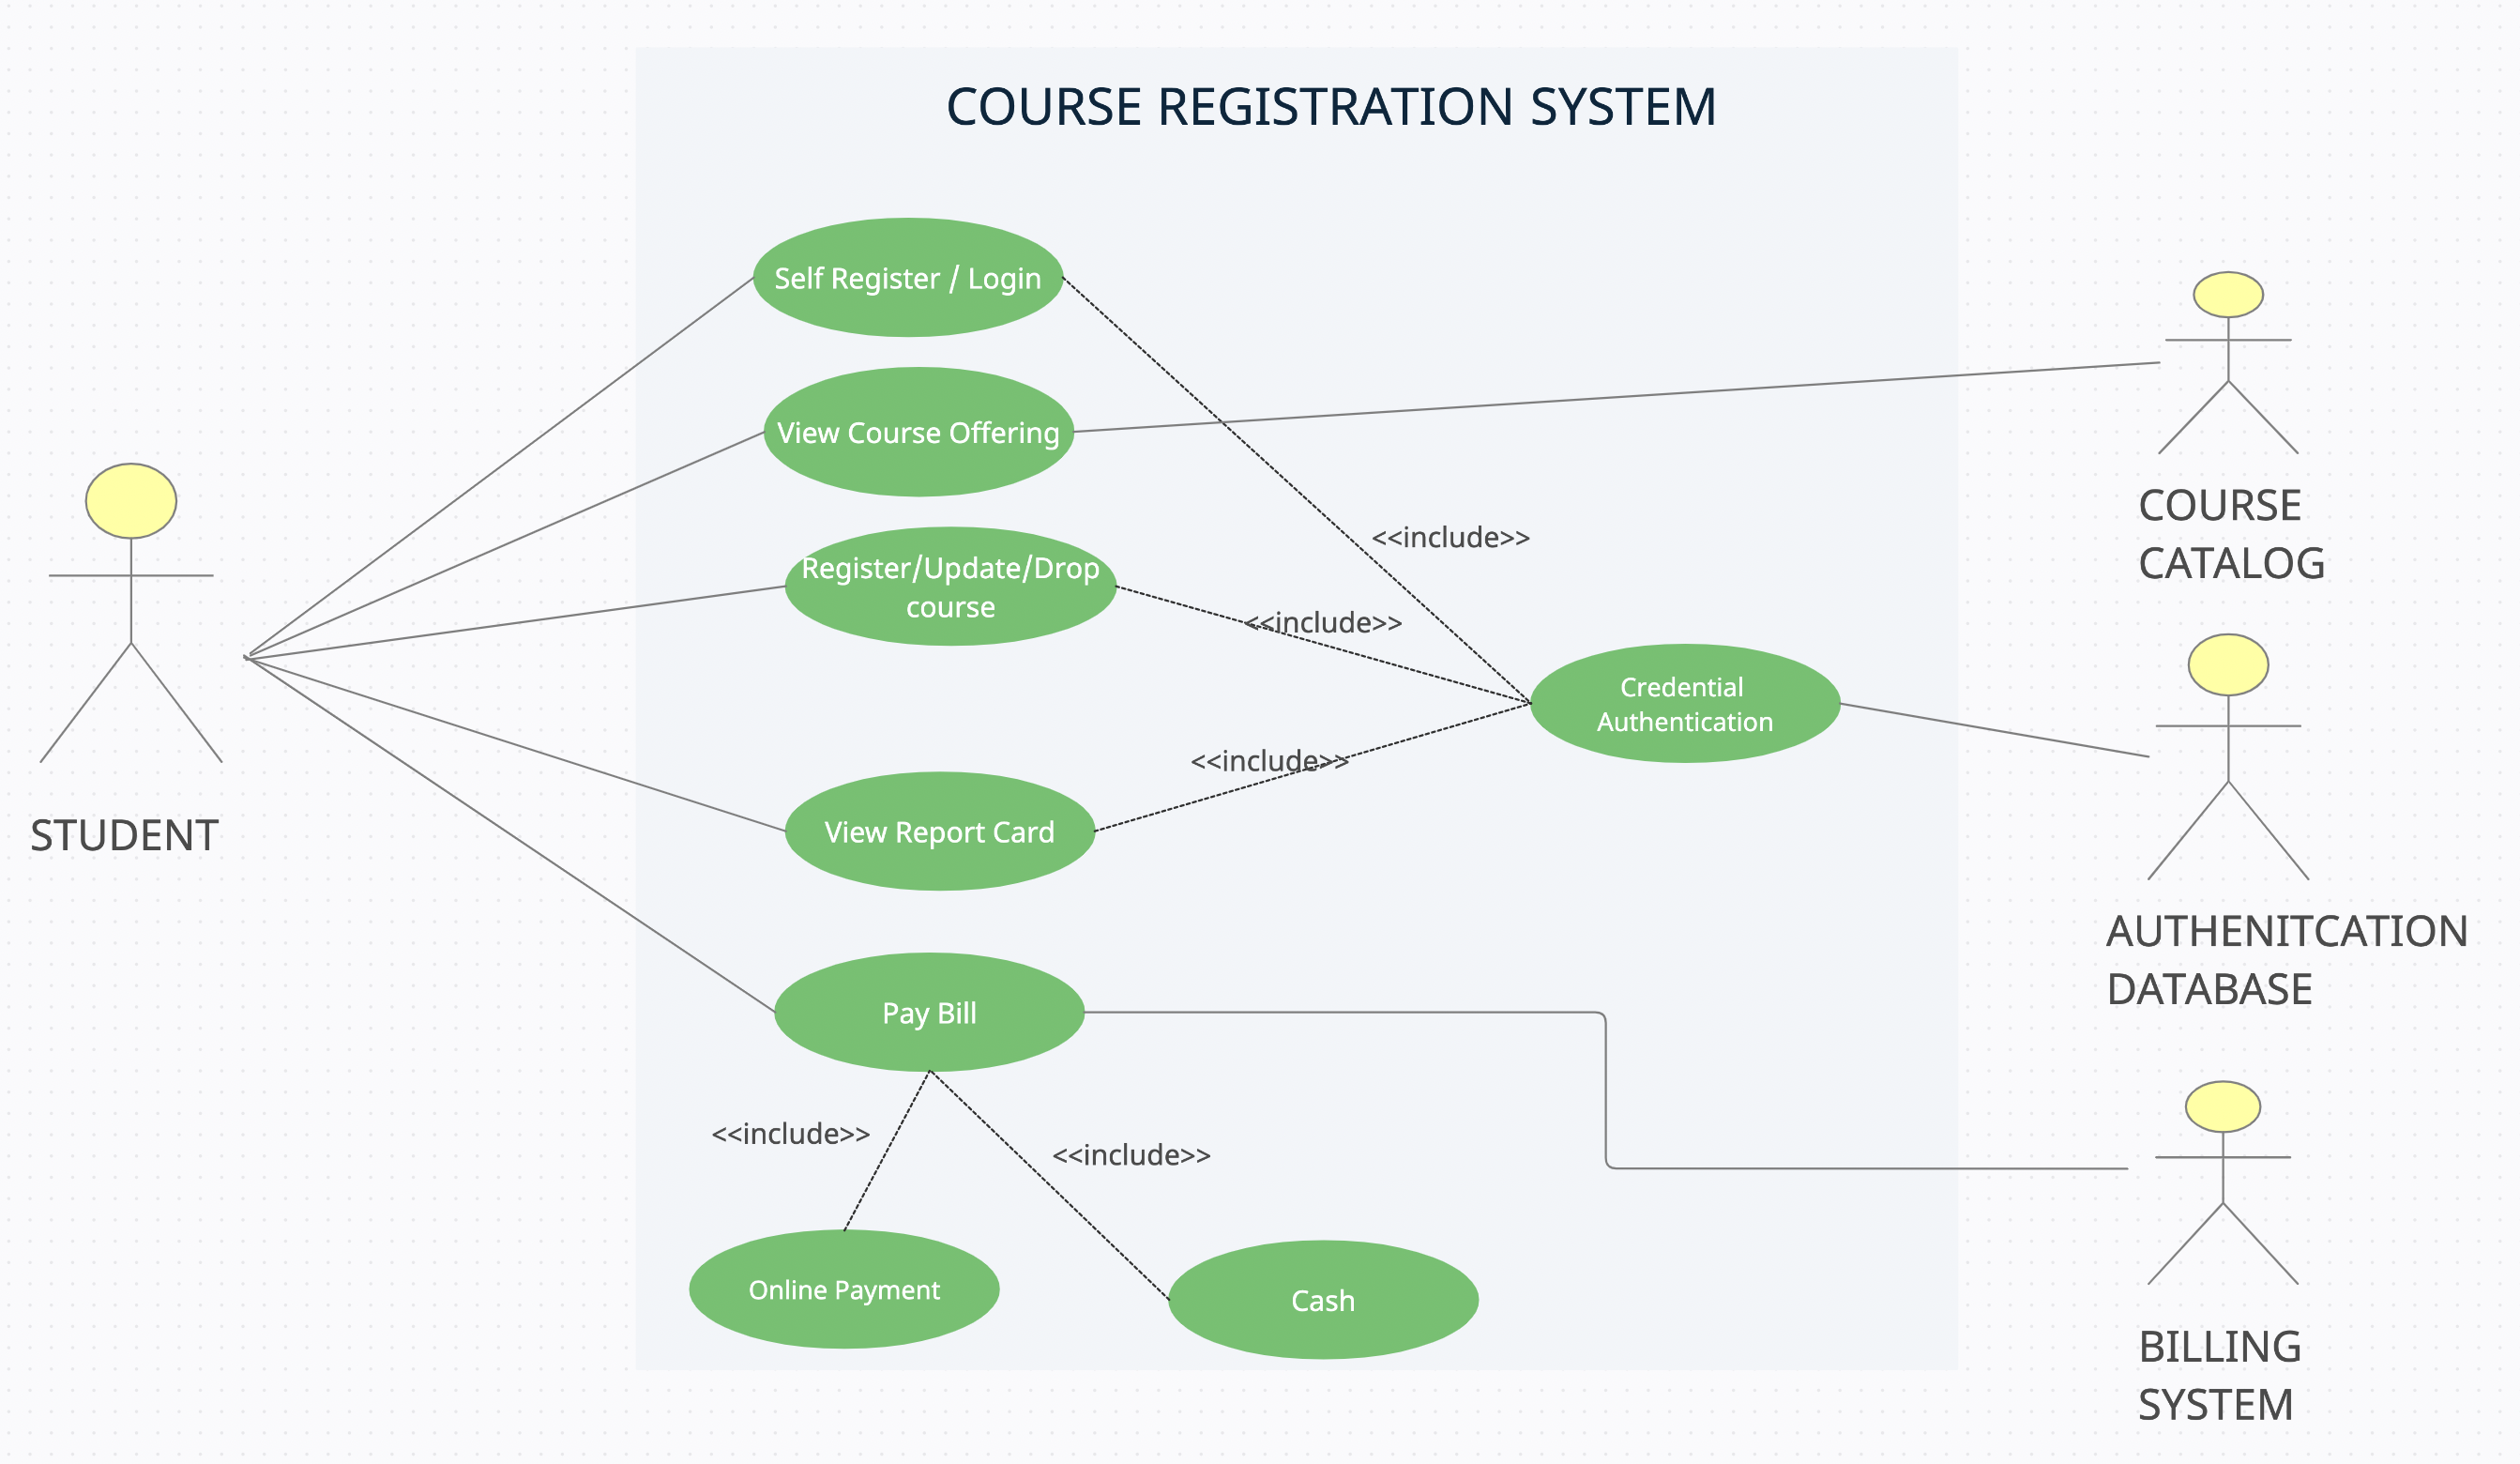 COURSE REGISTRATION SYSTEM
Self Register / Login
View Course Offering
Register/Update/Drop
course
View Report Card
Pay Bill
Online Payment
Cash
Credential
Authentication
<<include>>
<<include>>
<<include>>
<<include>>
<<include>>
STUDENT
COURSE
CATALOG
AUTHENITCATION
DATABASE
BILLING
SYSTEM